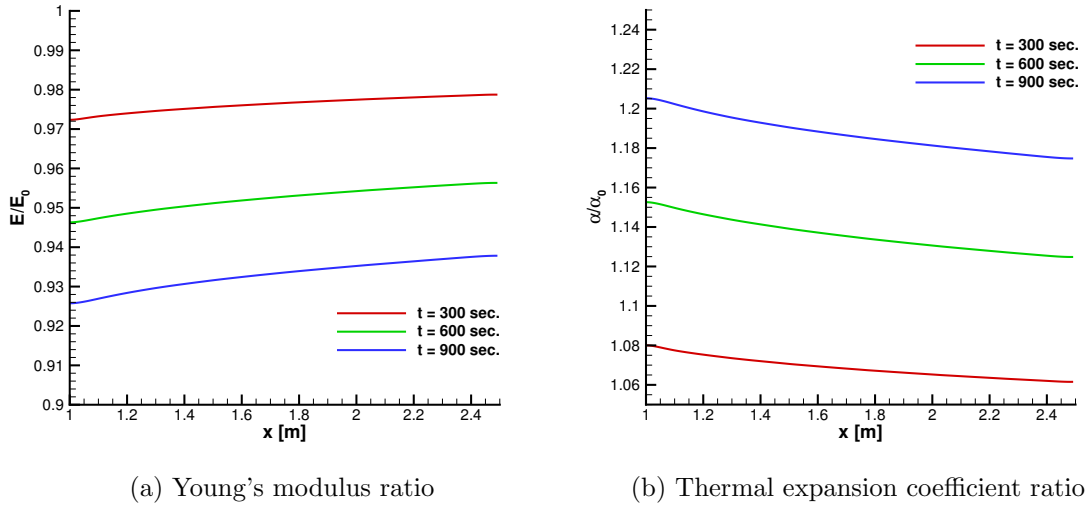 1
0.99
0.98
0.97
0.96
0.95
0.94
0.93
0.92
0.91
0.9
E/E0
1 1.2 1.4 1.6 1.8 2 2.2 2.4
x [m]
t = 300 sec.
t = 600 sec.
t = 900 sec.
(a) Young's modulus ratio
1.24
1.22
1.2
1.18
1.16
1.14
1.12
1.1
1.08
1.06
α/α0
1 1.2 1.4 1.6 1.8 2 2.2 2.4
x [m]
t = 300 sec.
t = 600 sec.
t = 900 sec.
(b) Thermal expansion coefficient ratio